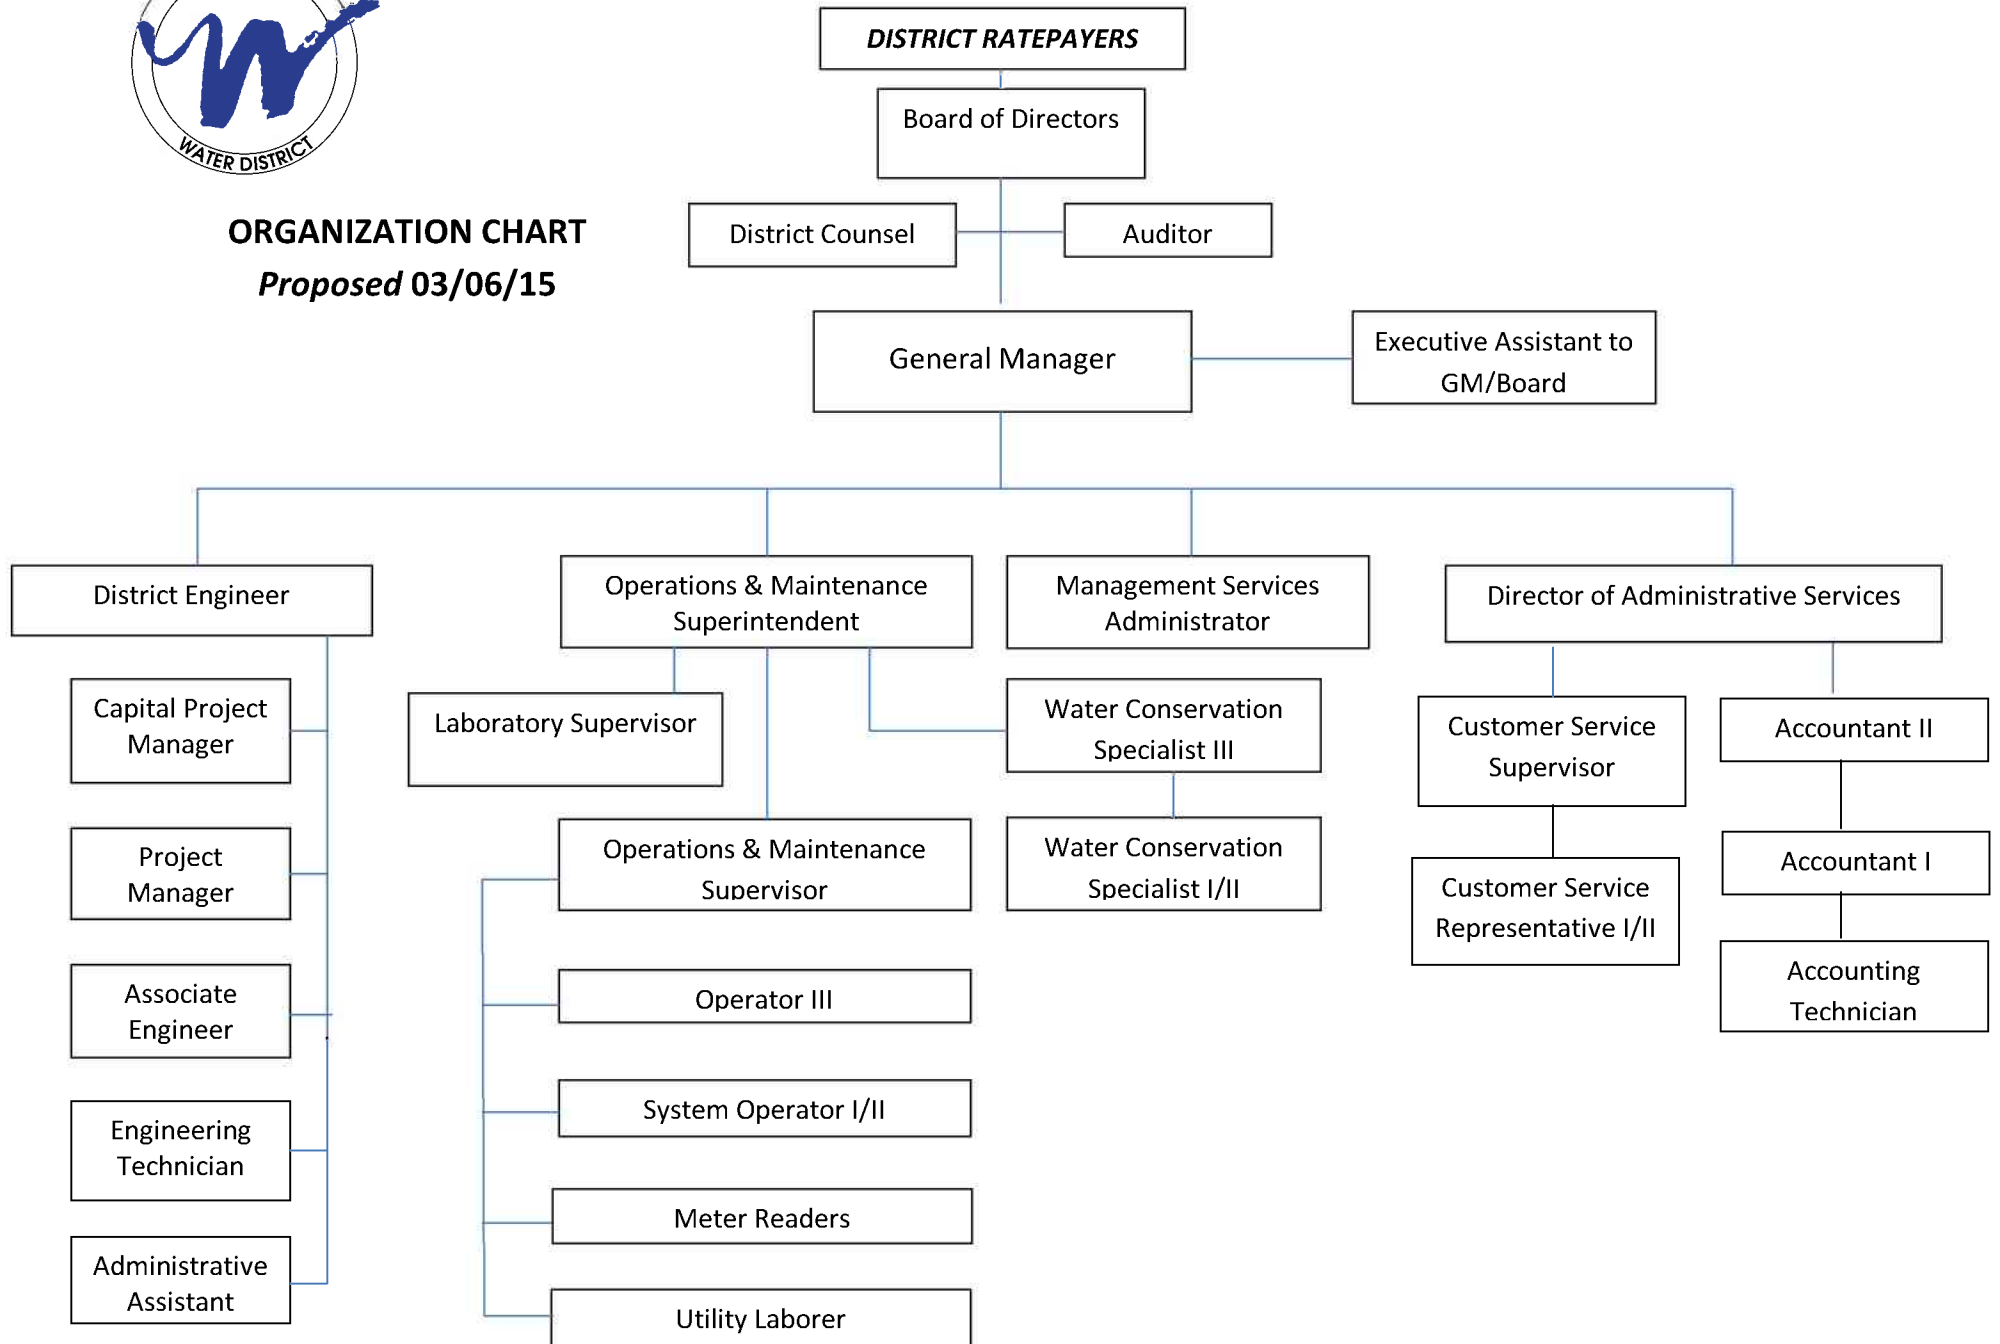 WATER DISTRICT
ORGANIZATION CHART
Proposed 03/06/15
DISTRICT RATEPAYERS
Board of Directors
District Counsel
Auditor
General Manager
Executive Assistant to
GM/Board
District Engineer
Capital Project
Manager
Project
Manager
Associate
Engineer
Engineering
Technician
Administrative
Assistant
Operations & Maintenance
Superintendent
Laboratory Supervisor
Operations & Maintenance
Supervisor
Operator III
System Operator I/II
Meter Readers
Utility Laborer
Management Services
Administrator
Water Conservation
Specialist III
Water Conservation
Specialist I/II
Director of Administrative Services
Customer Service
Supervisor
Customer Service
Representative I/II
Accountant II
Accountant I
Accounting
Technician